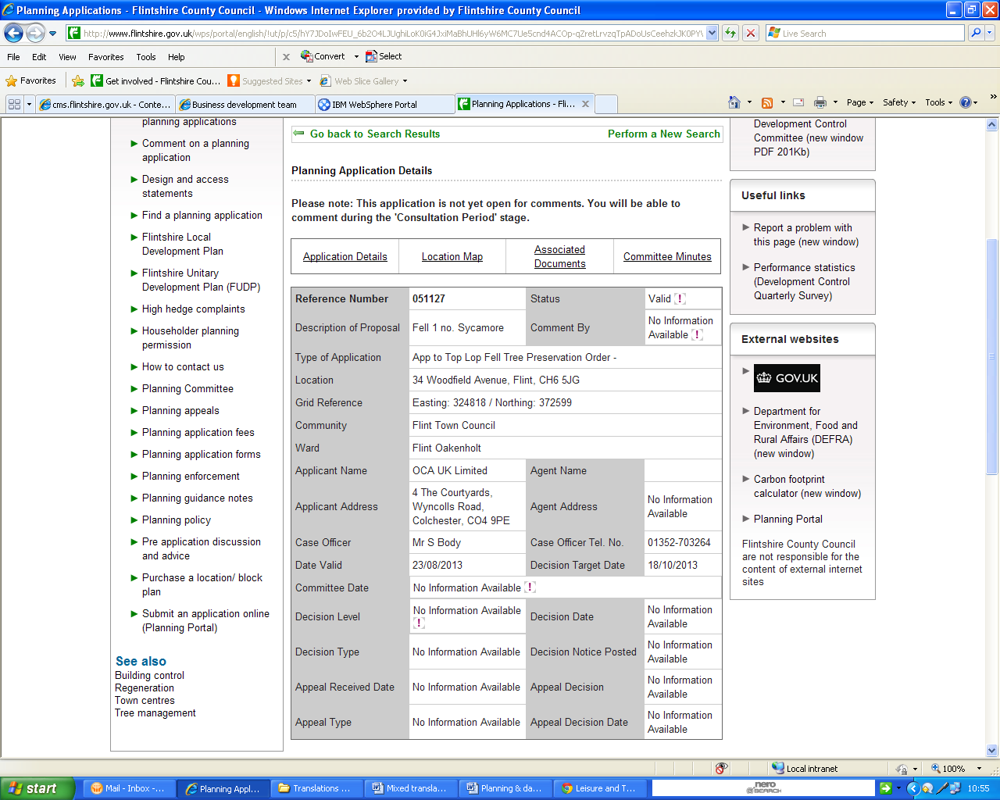 Planning Applications - Flintshire County Council - Windows Internet Explorer provided by Flintshire County Council
Live Search
File Edit View Favorites Tools Help
Convert Select
Favorites
Get involved - Flintshire Cou...
Suggested Sites
Web Slice Gallery
cms.flintshire.gov.uk - Conte...
Business development team
IBM WebSphere Portal
Planning Applications - Fli...
Page Safety Tools
planning applications
Comment on a planning
application
Design and access
statements
Find a planning application
Flintshire Local
Development Plan
Flintshire Unitary
Development Plan (FUDP)
High hedge complaints
Householder planning
permission
How to contact us
Planning Committee
Planning appeals
Planning application fees
Planning application forms
Planning enforcement
Planning guidance notes
Planning policy
Pre application discussion
and advice
Purchase a location/ block
plan
Submit an application online
(Planning Portal)
See also
Building control
Regeneration
Town centres
Tree management
Go back to Search Results
Perform a New Search
Planning Application Details
Please note: This application is not yet open for comments. You will be able to
comment during the 'Consultation Period' stage.
Application Details
Location Map
Associated
Documents
Committee Minutes
Reference Number 051127 Status Valid !
Description of Proposal Fell 1 no. Sycamore Comment By No Information
Available !
Type of Application App to Top Lop Fell Tree Preservation Order -
Location 34 Woodfield Avenue, Flint, CH6 5JG
Grid Reference Easting: 324818 / Northing: 372599
Community Flint Town Council
Ward Flint Oakenholt
Applicant Name OCA UK Limited Agent Name
Applicant Address 4 The Courtyards,
Wyncolls Road,
Colchester, CO4 9PE
Agent Address No Information
Available
Case Officer Mr S Body Case Officer Tel. No. 01352-703264
Date Valid 23/08/2013 Decision Target Date 18/10/2013
Committee Date No Information Available !
Decision Level No Information Available
!
Decision Date No Information
Available
Decision Type No Information Available Decision Notice Posted No Information
Available
Appeal Received Date No Information Available Appeal Decision No Information
Available
Appeal Type No Information Available Appeal Decision Date No Information
Available
Development Control
Committee (new window
PDF 201Kb)
Useful links
Report a problem with
this page (new window)
Performance statistics
(Development Control
Quarterly Survey)
External websites
GOV.UK
Department for
Environment, Food and
Rural Affairs (DEFRA)
(new window)
Carbon footprint
calculator (new window)
Planning Portal
Flintshire County Council
are not responsible for the
content of external internet
sites
Local intranet
100%
start
Mail - Inbox -...
Planning Appl...
Translations ...
Mixed transla...
Planning & da...
Leisure and T...
nero
SEARCH
10:55